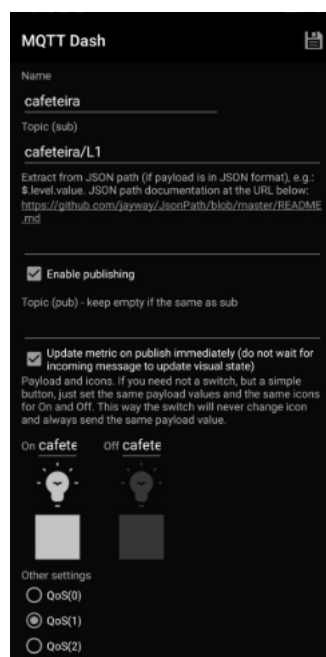 MQTT Dash
Name
cafeteira
Topic (sub)
cafeteira/L1
Extract from JSON path (if payload is in JSON format), e.g.:
$.level.value. JSON path documentation at the URL below:
https://github.com/jayway/JsonPath/blob/master/README
.md
Enable publishing
Topic (pub) - keep empty if the same as sub
Update metric on publish immediately (do not wait for
incoming message to update visual state)
Payload and icons. If you need not a switch, but a simple
button, just set the same payload values and the same icons
for On and Off. This way the switch will never change icon
and always send the same payload value.
On cafete Off cafete
Other settings
QoS(0)
QoS(1)
QoS(2)